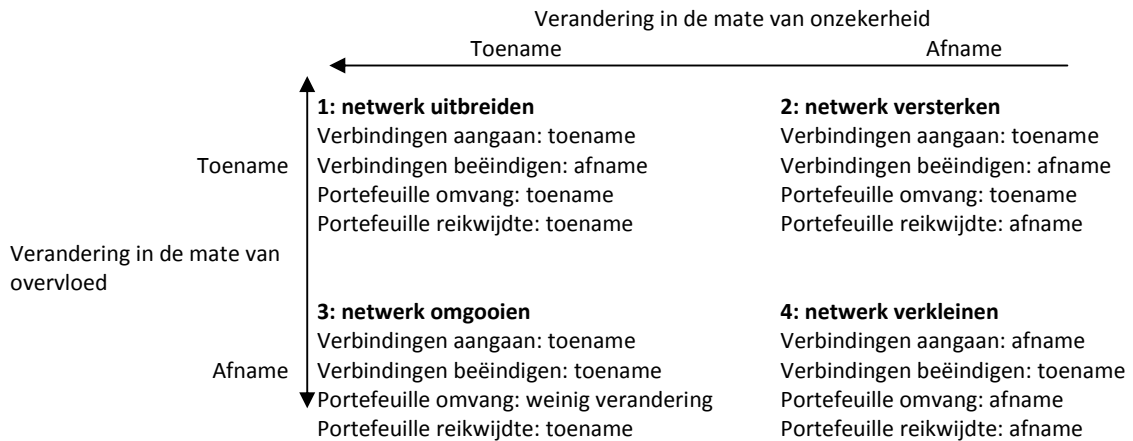 Verandering in de mate van onzekerheid
Toename Afname
1: netwerk uitbreiden
Verbindingen aangaan: toename
Verbindingen beëindigen: afname
Portefeuille omvang: toename
Portefeuille reikwijdte: toename
2: netwerk versterken
Verbindingen aangaan: toename
Verbindingen beëindigen: afname
Portefeuille omvang: toename
Portefeuille reikwijdte: afname
Toename
Verandering in de mate van
overvloed
Afname
3: netwerk omgooien
Verbindingen aangaan: toename
Verbindingen beëindigen: toename
Portefeuille omvang: weinig verandering
Portefeuille reikwijdte: toename
4: netwerk verkleinen
Verbindingen aangaan: afname
Verbindingen beëindigen: toename
Portefeuille omvang: afname
Portefeuille reikwijdte: afname